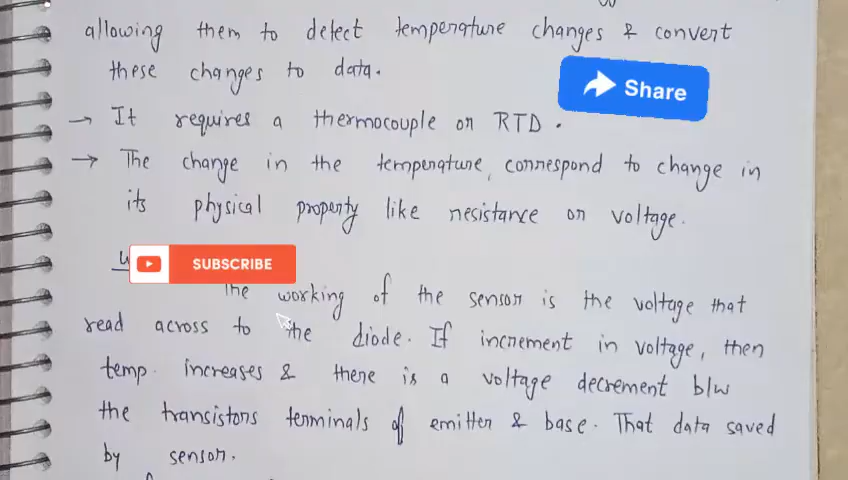 allowing them to detect temperature changes & convert
these changes to data.
Share
→ It requires a thermocouple or RTD.
→ The change in the temperature, correspond to change in
its physical property like resistance or voltage.
SUBSCRIBE
The working of the sensor is the voltage that
read across to the diode. If increment in voltage, then
temp. increases & there is a voltage decrement b/w
the transistors terminals of emitter & base. That data saved
by sensor.